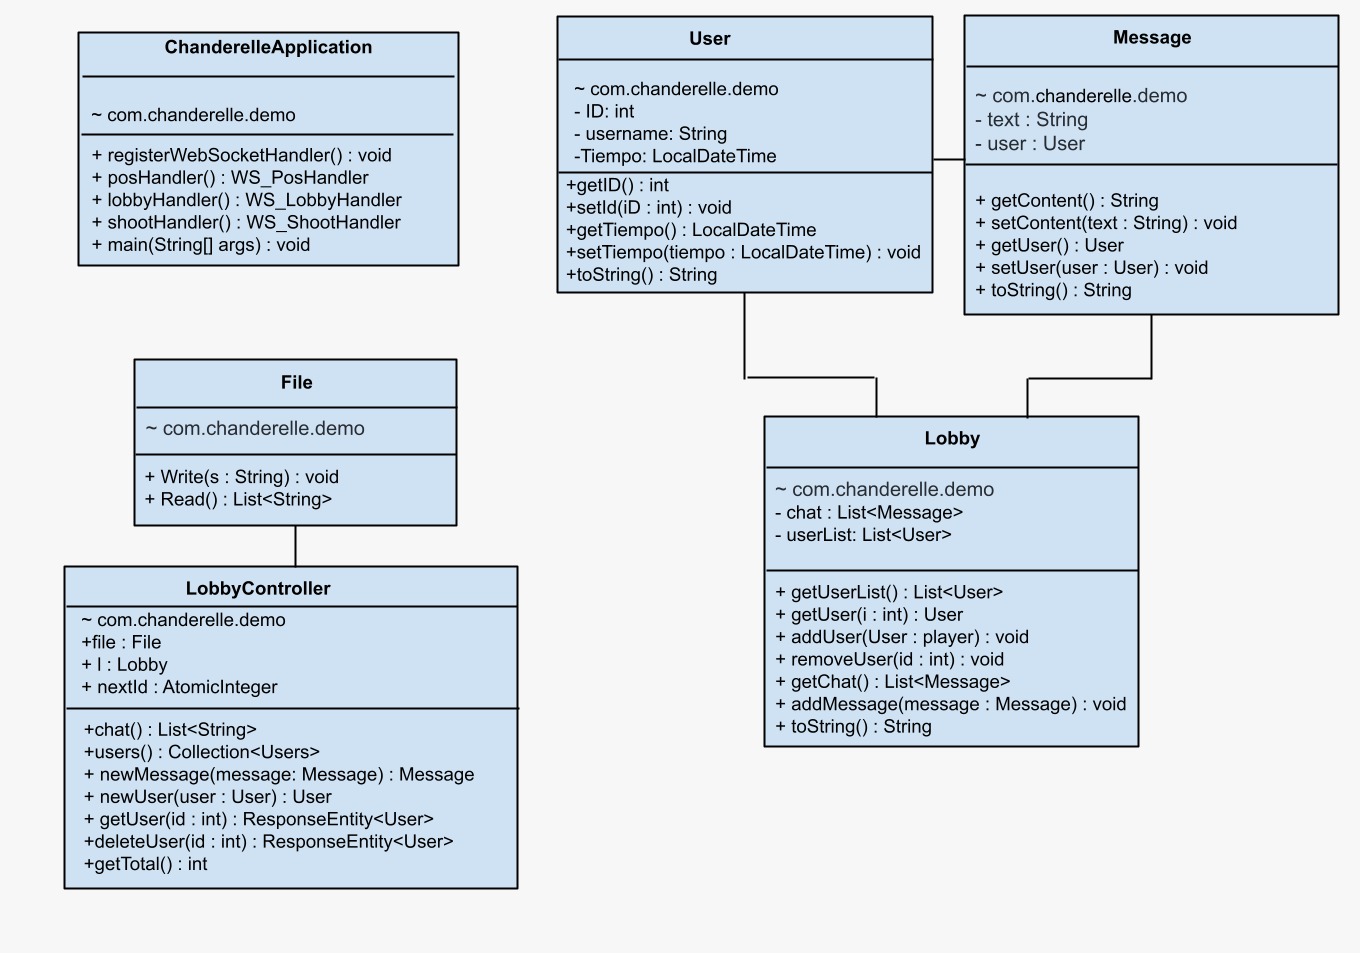 ChanderelleApplication
~ com.chanderelle.demo
+ registerWebSocketHandler() : void
+ posHandler() : WS_PosHandler
+ lobbyHandler() : WS_LobbyHandler
+ shootHandler() : WS_ShootHandler
+ main(String[] args) : void
User
~ com.chanderelle.demo
- ID: int
- username: String
-Tiempo: LocalDateTime
+getID() : int
+setId(iD : int) : void
+getTiempo() : LocalDateTime
+setTiempo(tiempo : LocalDateTime) : void
+toString() : String
Message
~ com.chanderelle.demo
- text : String
- user : User
+ getContent() : String
+ setContent(text : String) : void
+ getUser() : User
+ setUser(user : User) : void
+ toString() : String
File
~ com.chanderelle.demo
+ Write(s : String) : void
+ Read() : List<String>
LobbyController
~ com.chanderelle.demo
+file : File
+ l : Lobby
+ nextId : AtomicInteger
+chat() : List<String>
+users() : Collection<Users>
+ newMessage(message: Message) : Message
+ newUser(user : User) : User
+ getUser(id : int) : ResponseEntity<User>
+deleteUser(id : int) : ResponseEntity<User>
+getTotal() : int
Lobby
~ com.chanderelle.demo
- chat : List<Message>
- userList: List<User>
+ getUserList() : List<User>
+ getUser(i : int) : User
+ addUser(User : player) : void
+ removeUser(id : int) : void
+ getChat() : List<Message>
+ addMessage(message : Message) : void
+ toString() : String